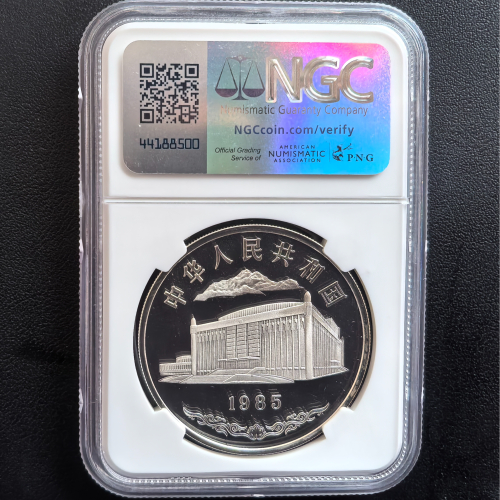 NGC
Numismatic Guaranty Company
NGCcoin.com/verify
44188500
Official Grading
Service of
AMERICAN
NUMISMATIC
ASSOCIATION
PNG
中华人民共和国
1985